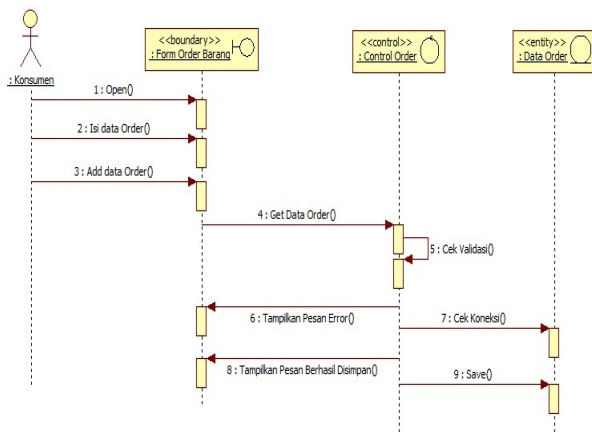 <<boundary>>
: Form Order Barang
<<control>>
: Control Order
<<entity>>
: Data Order
: Konsumen
1 : Open()
2 : Isi data Order()
3 : Add data Order()
4 : Get Data Order()
5 : Cek Validasi()
6 : Tampilkan Pesan Error()
7 : Cek Koneksi()
8 : Tampilkan Pesan Berhasil Disimpan()
9 : Save()